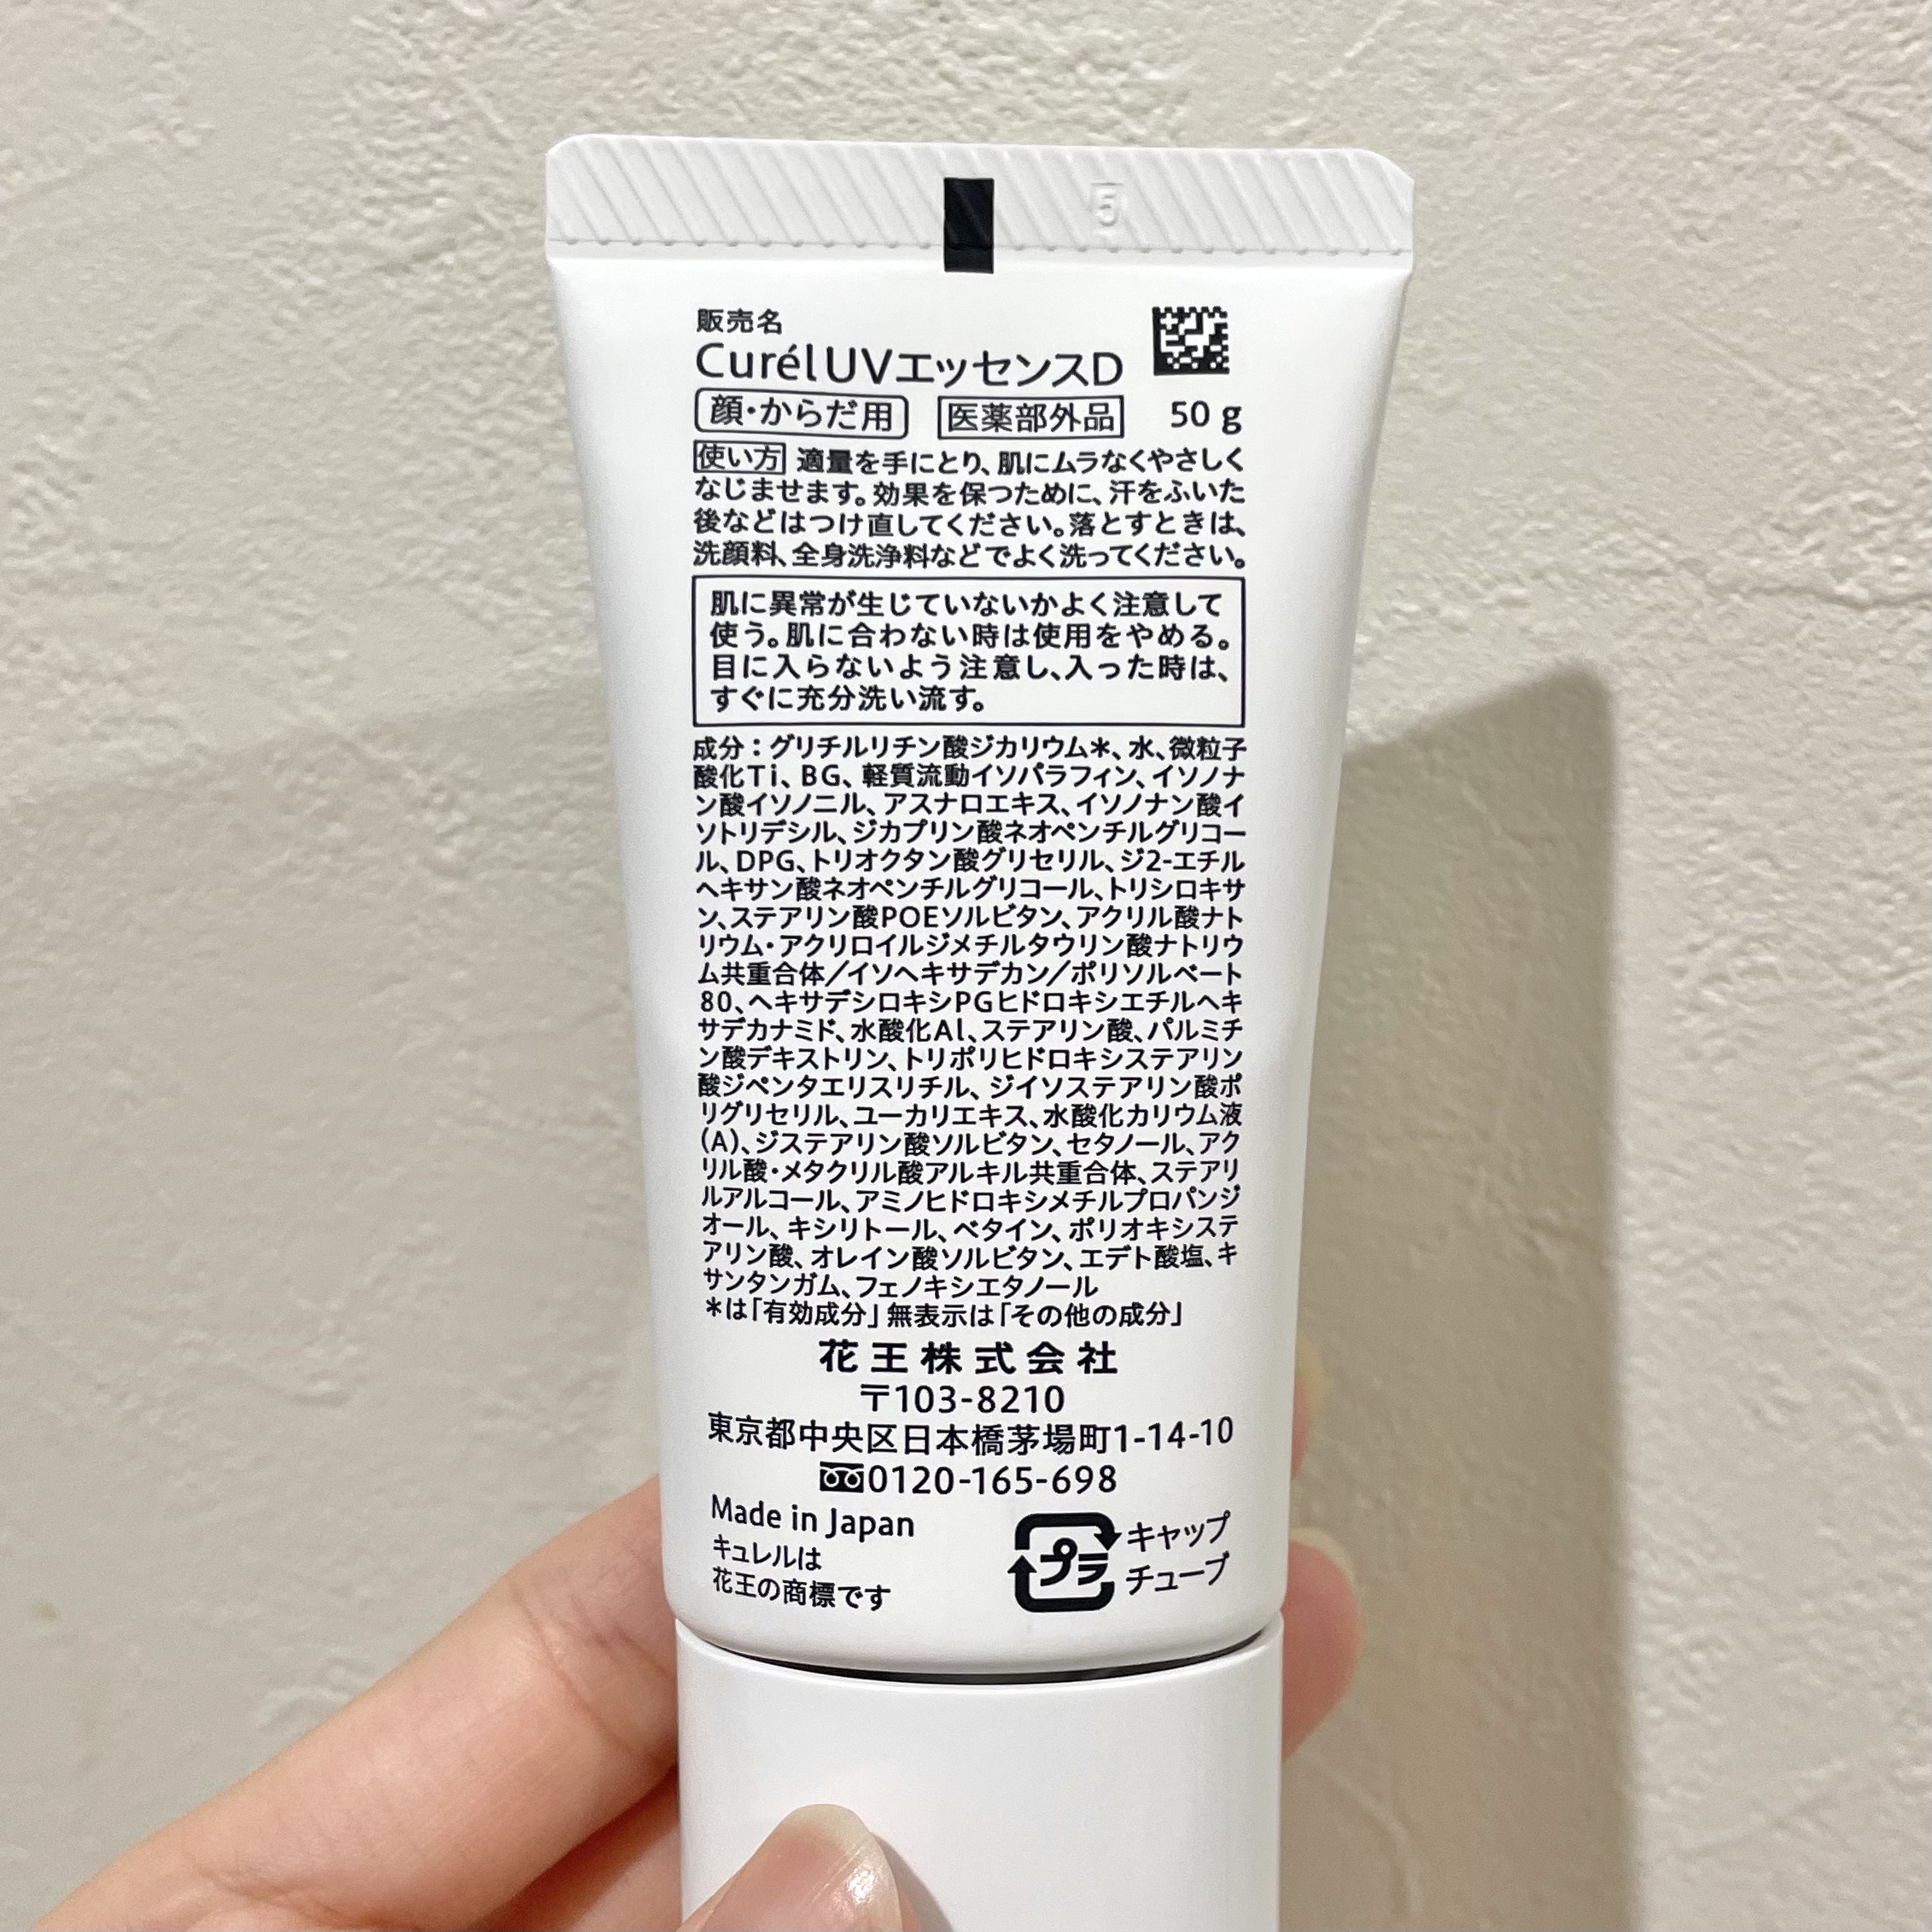 5
販売名
Curél UVエッセンスD
顔・からだ用 医薬部外品 50 g
使い方 適量を手にとり、肌にムラなくやさしく
なじませます。効果を保つために、汗をふいた
後などはつけ直してください。落とすときは、
洗顔料、全身洗浄料などでよく洗ってください。
肌に異常が生じていないかよく注意して
使う。肌に合わない時は使用をやめる。
目に入らないよう注意し、入った時は、
すぐに充分洗い流す。
成分：グリチルリチン酸ジカリウム＊、水、微粒子
酸化Ti、BG、軽質流動イソパラフィン、イソノナ
ン酸イソノニル、アスナロエキス、イソノナン酸イ
ソトリデシル、ジカプリン酸ネオペンチルグリコー
ル、DPG、トリオクタン酸グリセリル、ジ2-エチル
ヘキサン酸ネオペンチルグリコール、トリシロキサ
ン、ステアリン酸POEソルビタン、アクリル酸ナト
リウム・アクリロイルジメチルタウリン酸ナトリウ
ム共重合体／イソヘキサデカン／ポリソルベート
80、ヘキサデシロキシPGヒドロキシエチルヘキ
サデカナミド、水酸化Al、ステアリン酸、パルミチ
ン酸デキストリン、トリポリヒドロキシステアリン
酸ジペンタエリスリチル、ジイソステアリン酸ポ
リグリセリル、ユーカリエキス、水酸化カリウム液
(A)、ジステアリン酸ソルビタン、セタノール、アク
リル酸・メタクリル酸アルキル共重合体、ステアリ
ルアルコール、アミノヒドロキシメチルプロパンジ
オール、キシリトール、ベタイン、ポリオキシステ
アリン酸、オレイン酸ソルビタン、エデト酸塩、キ
サンタンガム、フェノキシエタノール
＊は「有効成分」無表示は「その他の成分」
花王株式会社
〒103-8210
東京都中央区日本橋茅場町1-14-10
0120-165-698
Made in Japan
キュレルは
花王の商標です
プラ
キャップ
チューブ